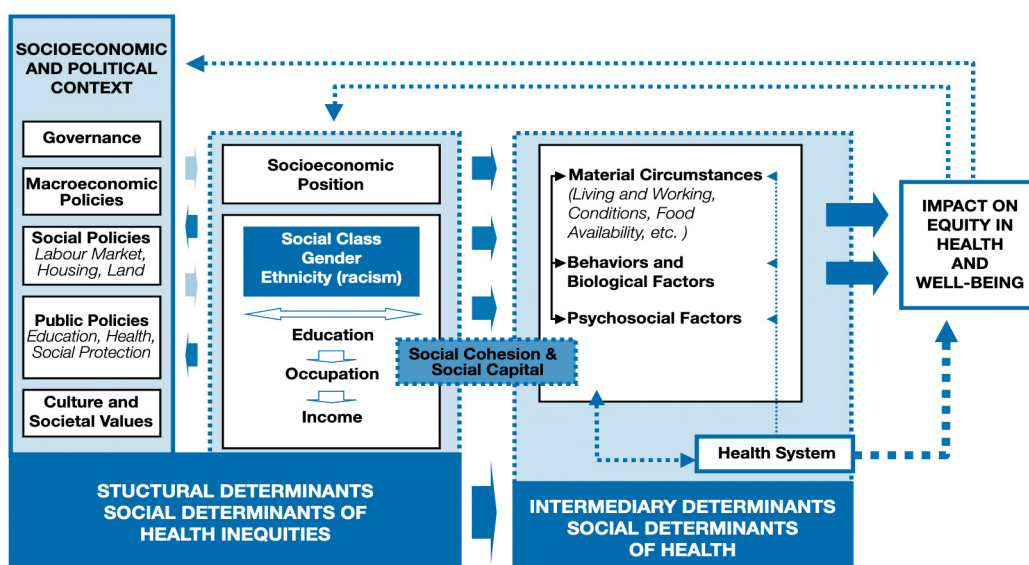 SOCIOECONOMIC
AND POLITICAL
CONTEXT
Governance
Macroeconomic
Policies
Social Policies
Labour Market,
Housing, Land
Public Policies
Education, Health,
Social Protection
Culture and
Societal Values
Socioeconomic
Position
Social Class
Gender
Ethnicity (racism)
Education
Occupation
Income
STUCTURAL DETERMINANTS
SOCIAL DETERMINANTS OF
HEALTH INEQUITIES
Social Cohesion &
Social Capital
Material Circumstances
(Living and Working,
Conditions, Food
Availability, etc. )
Behaviors and
Biological Factors
Psychosocial Factors
Health System
INTERMEDIARY DETERMINANTS
SOCIAL DETERMINANTS
OF HEALTH
IMPACT ON
EQUITY IN
HEALTH
AND
WELL-BEING